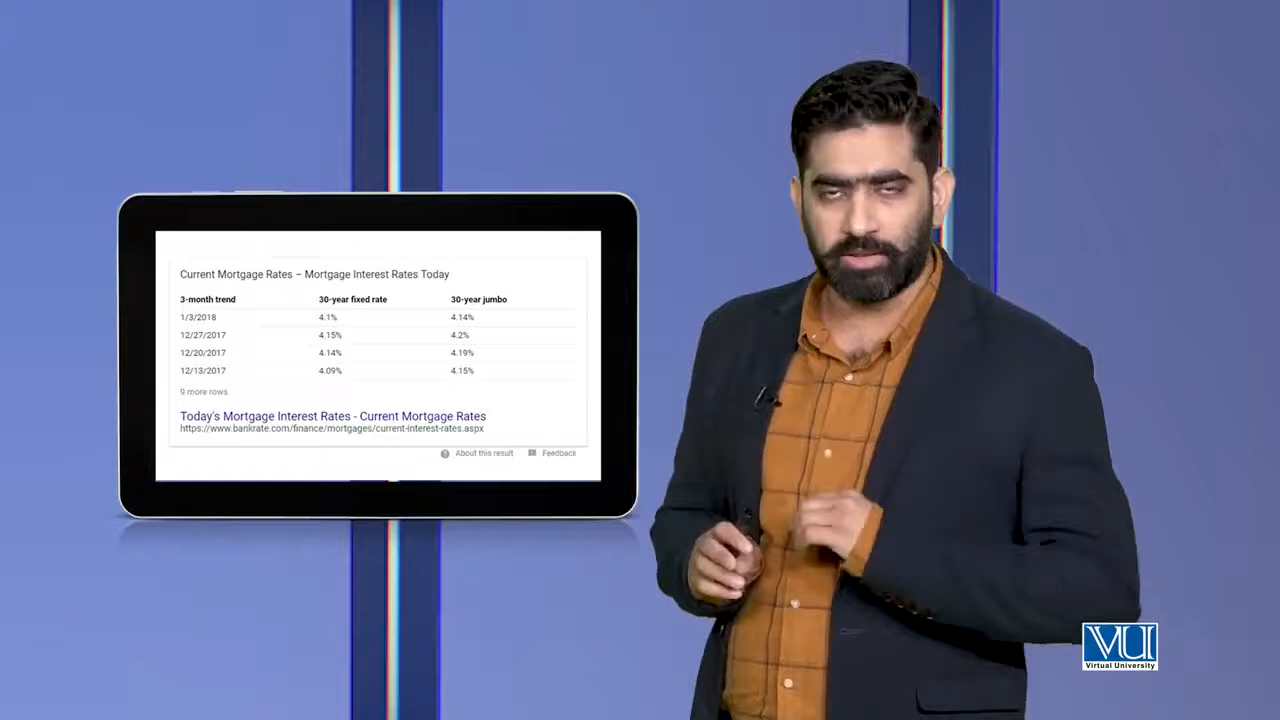 Current Mortgage Rates – Mortgage Interest Rates Today
3-month trend 30-year fixed rate 30-year jumbo
1/3/2018 4.1% 4.14%
12/27/2017 4.15% 4.2%
12/20/2017 4.14% 4.19%
12/13/2017 4.09% 4.15%
9 more rows
Today's Mortgage Interest Rates - Current Mortgage Rates
https://www.bankrate.com/finance/mortgages/current-interest-rates.aspx
About this result Feedback
VU
Virtual University